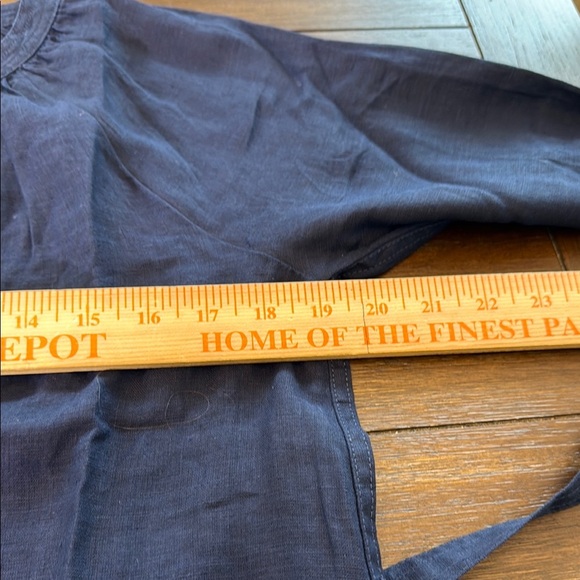 14 15 16 17 18 19 20 21 22 23
EPOT HOME OF THE FINEST PA